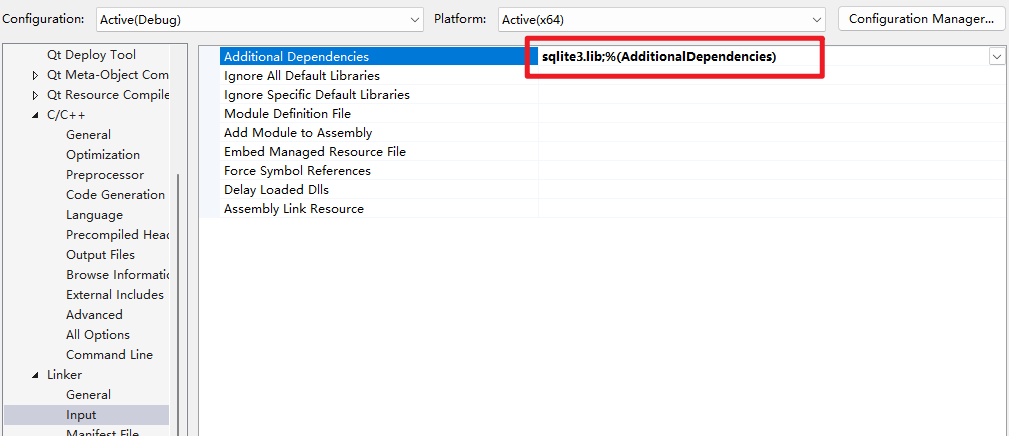 Configuration: Active(Debug) Platform: Active(x64) Configuration Manager...
Qt Deploy Tool
Qt Meta-Object Com
Qt Resource Compile
C/C++
General
Optimization
Preprocessor
Code Generation
Language
Precompiled Head
Output Files
Browse Informatio
External Includes
Advanced
All Options
Command Line
Linker
General
Input
Manifest File
Additional Dependencies sqlite3.lib;%(AdditionalDependencies)
Ignore All Default Libraries
Ignore Specific Default Libraries
Module Definition File
Add Module to Assembly
Embed Managed Resource File
Force Symbol References
Delay Loaded Dlls
Assembly Link Resource